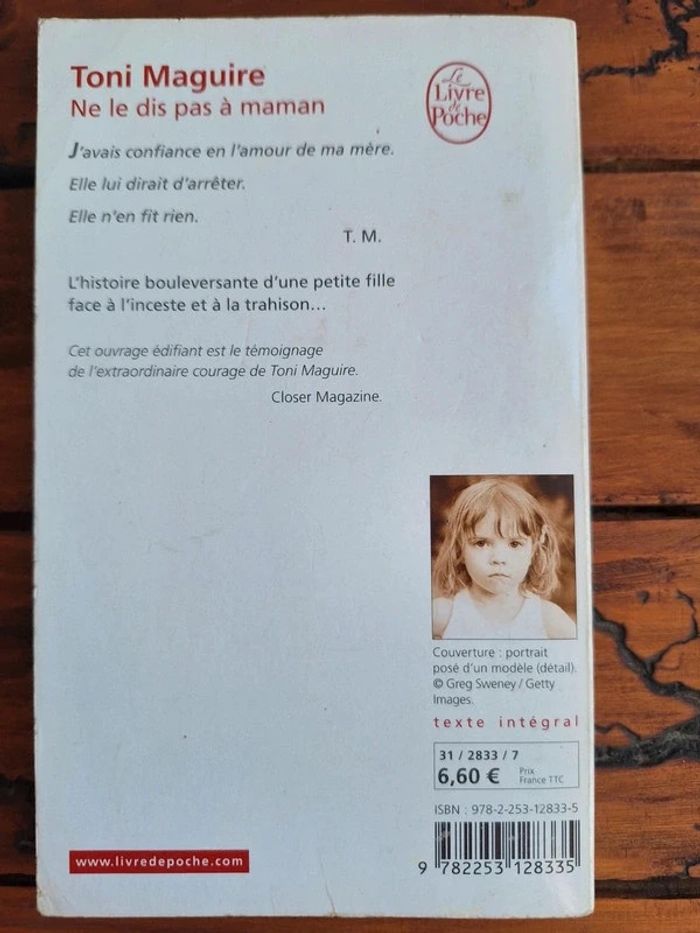 Toni Maguire
Ne le dis pas à maman
Le
Livre
de
Poche
J'avais confiance en l'amour de ma mère.
Elle lui dirait d'arrêter.
Elle n'en fit rien.
T. M.
L'histoire bouleversante d'une petite fille
face à l'inceste et à la trahison...
Cet ouvrage édifiant est le témoignage
de l'extraordinaire courage de Toni Maguire.
Closer Magazine.
Couverture : portrait
posé d'un modèle (détail).
© Greg Sweney / Getty
Images.
texte intégral
31 / 2833 / 7
6,60 € Prix
France TTC
ISBN : 978-2-253-12833-5
9 782253 128335
www.livredepoche.com